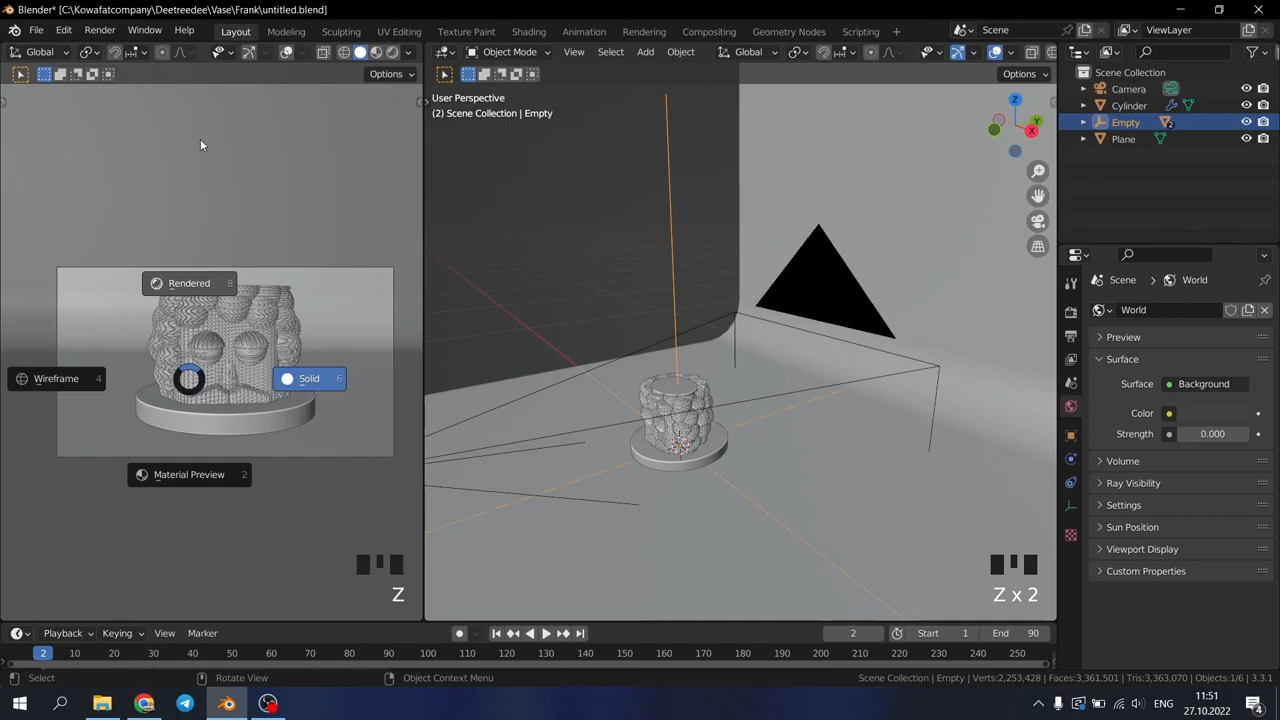 Blender* [C:\Kowafatcompany\Deetreedee\Vase\Frank\untitled.blend]
File Edit Render Window Help Layout Modeling Sculpting UV Editing Texture Paint Shading Animation Rendering Compositing Geometry Nodes Scripting Scene ViewLayer
Global Object Mode View Select Add Object Global
Options Options
User Perspective
(2) Scene Collection | Empty
Z
Y
X
Scene Collection
Camera
Cylinder
Empty 2
Plane
Scene World
World
Preview
Surface
Surface Background
Color
Strength 0.000
Volume
Ray Visibility
Settings
Sun Position
Viewport Display
Custom Properties
Rendered 8
Wireframe 4
Solid 6
Material Preview 2
Z
Z x 2
Playback Keying View Marker 2 Start 1 End 90
2 10 20 30 40 50 60 70 80 90 100 110 120 130 140 150 160 170 180 190 200 210 220 230 240 250
Select Rotate View Object Context Menu Scene Collection | Empty | Verts:2,253,428 | Faces:3,361,501 | Tris:3,363,070 | Objects:1/6 | 3.3.1
ENG
11:51
27.10.2022